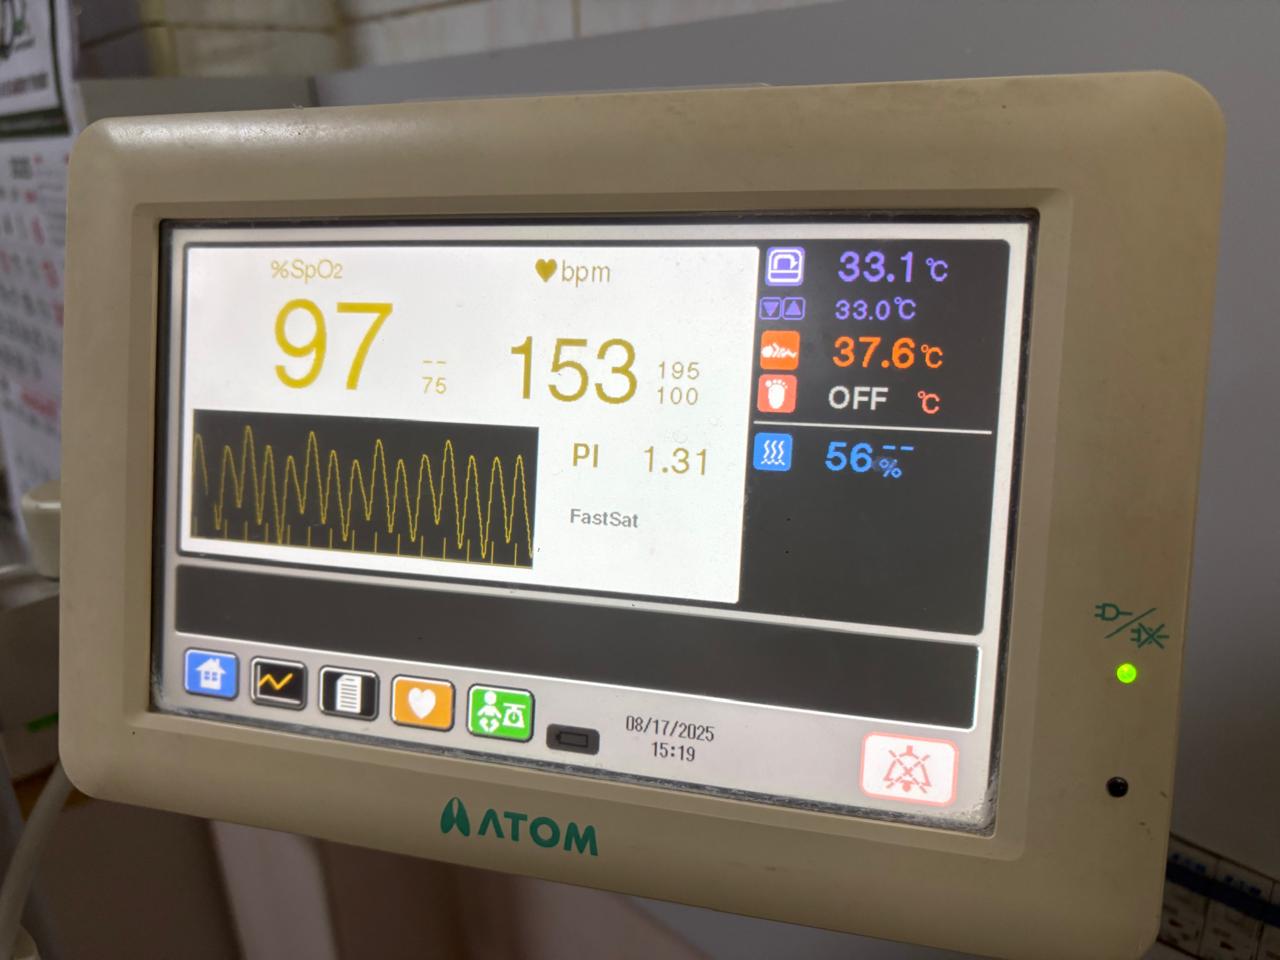 %SpO2
97
--
75
bpm
153
195
100
PI 1.31
FastSat
33.1 °C
33.0°C
37.6 °C
OFF °C
56 --
%
08/17/2025
15:19
ATOM